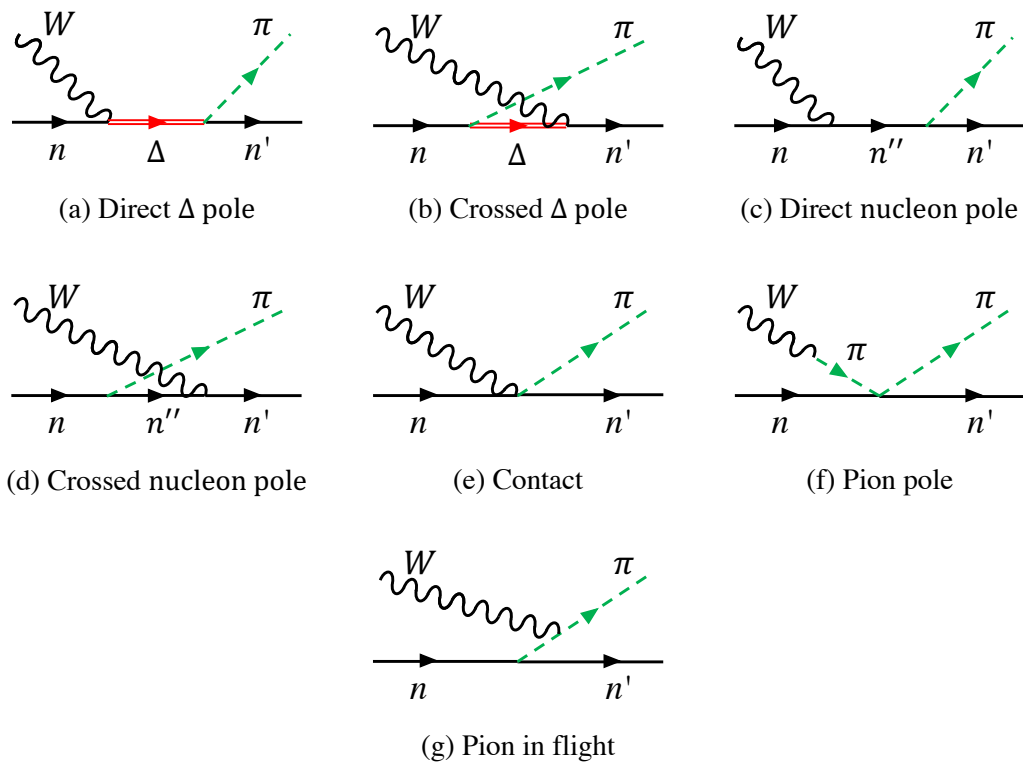 W π W π W π
n Δ n' n Δ n' n n'' n'
(a) Direct Δ pole (b) Crossed Δ pole (c) Direct nucleon pole
W π W π W π π
n n'' n' n n' n n'
(d) Crossed nucleon pole (e) Contact (f) Pion pole
W π
n n'
(g) Pion in flight